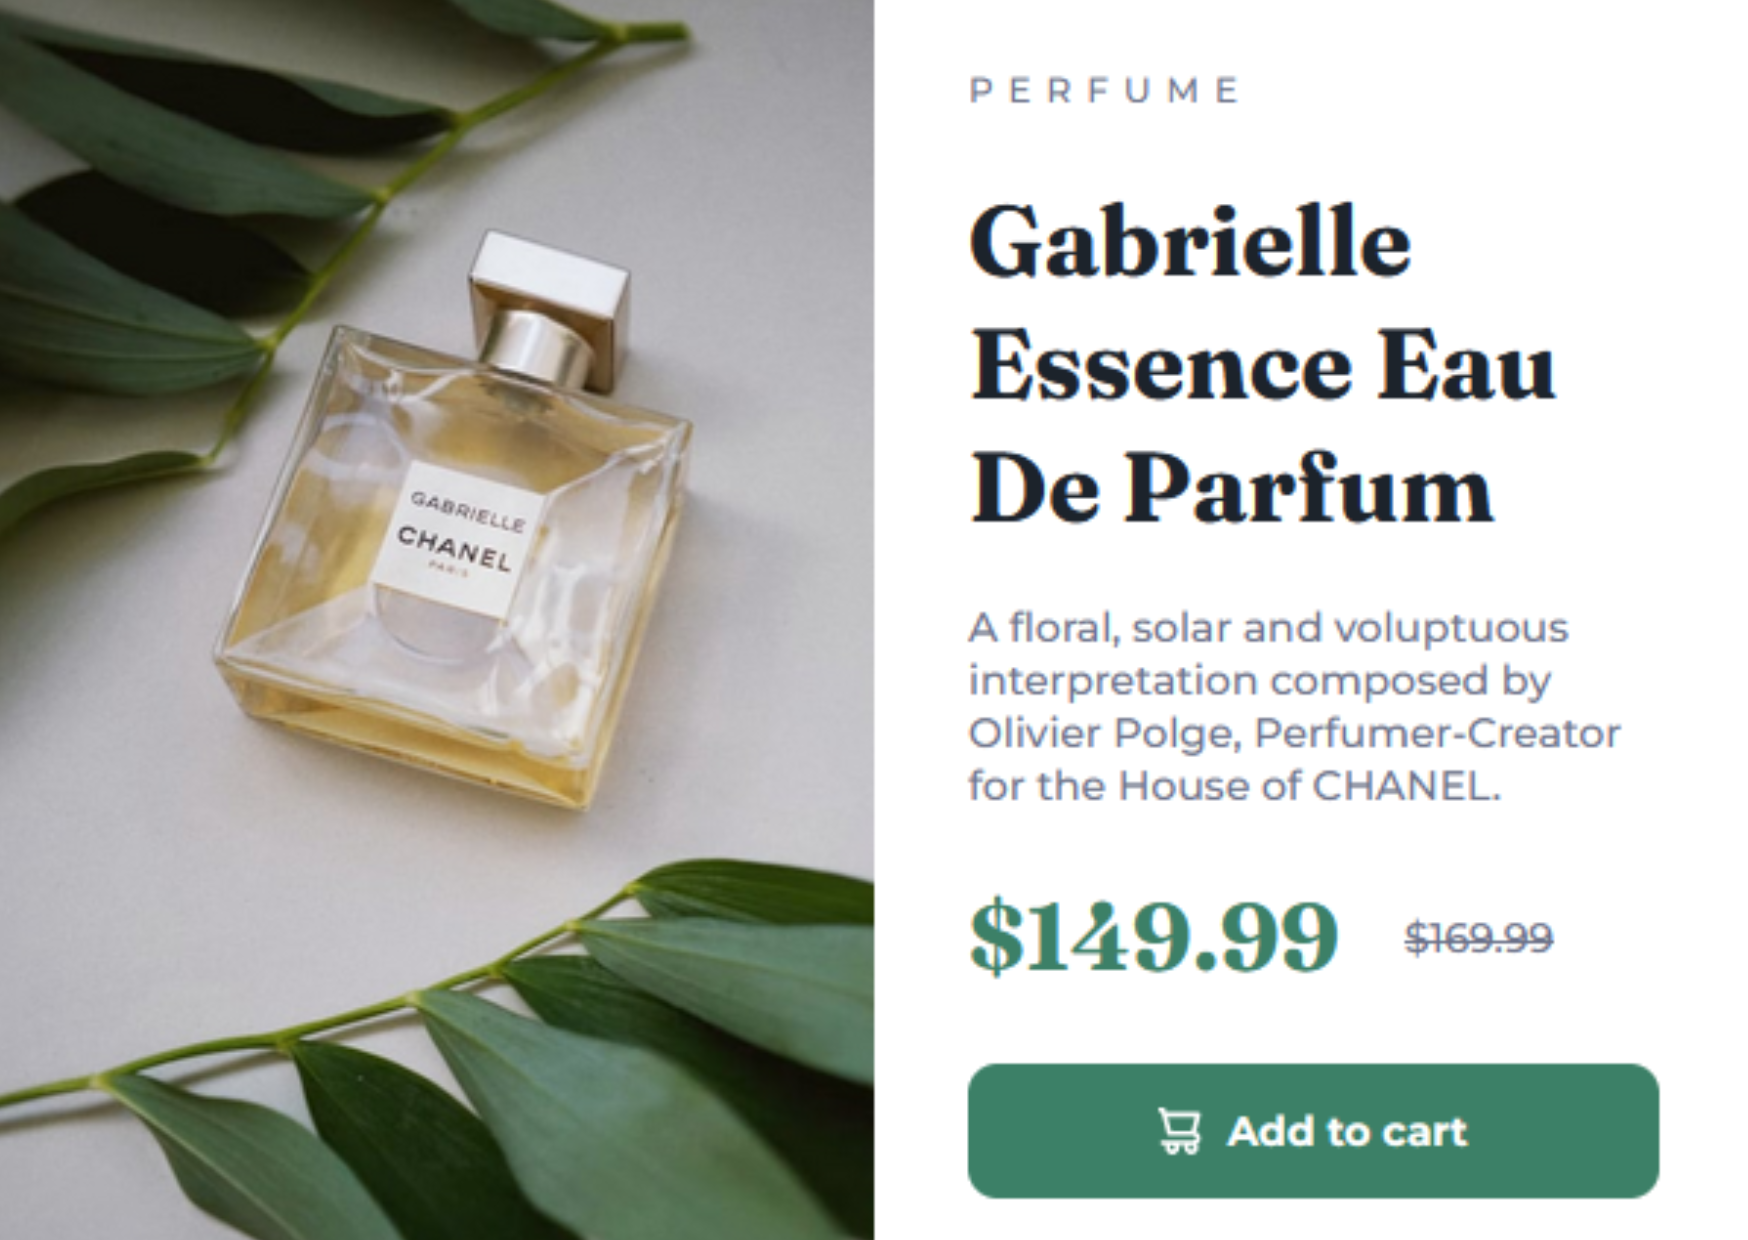 GABRIELLE
CHANEL
PARIS
PERFUME
Gabrielle
Essence Eau
De Parfum
A floral, solar and voluptuous
interpretation composed by
Olivier Polge, Perfumer-Creator
for the House of CHANEL.
$149.99 $169.99
Add to cart